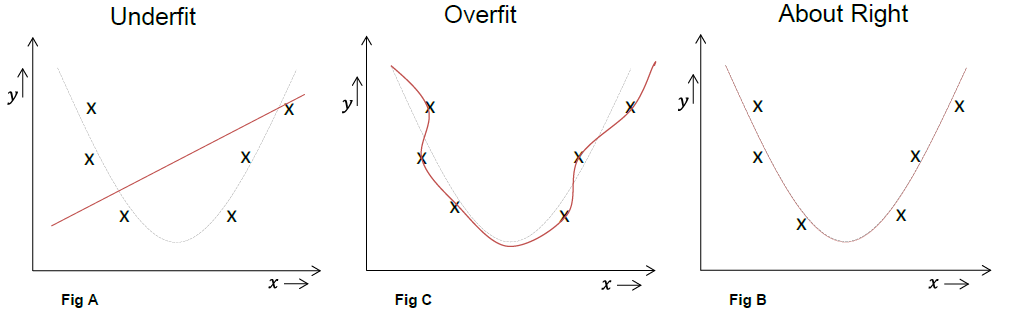 Underfit
Overfit
About Right
y
x
Fig A
y
x
Fig C
y
x
Fig B